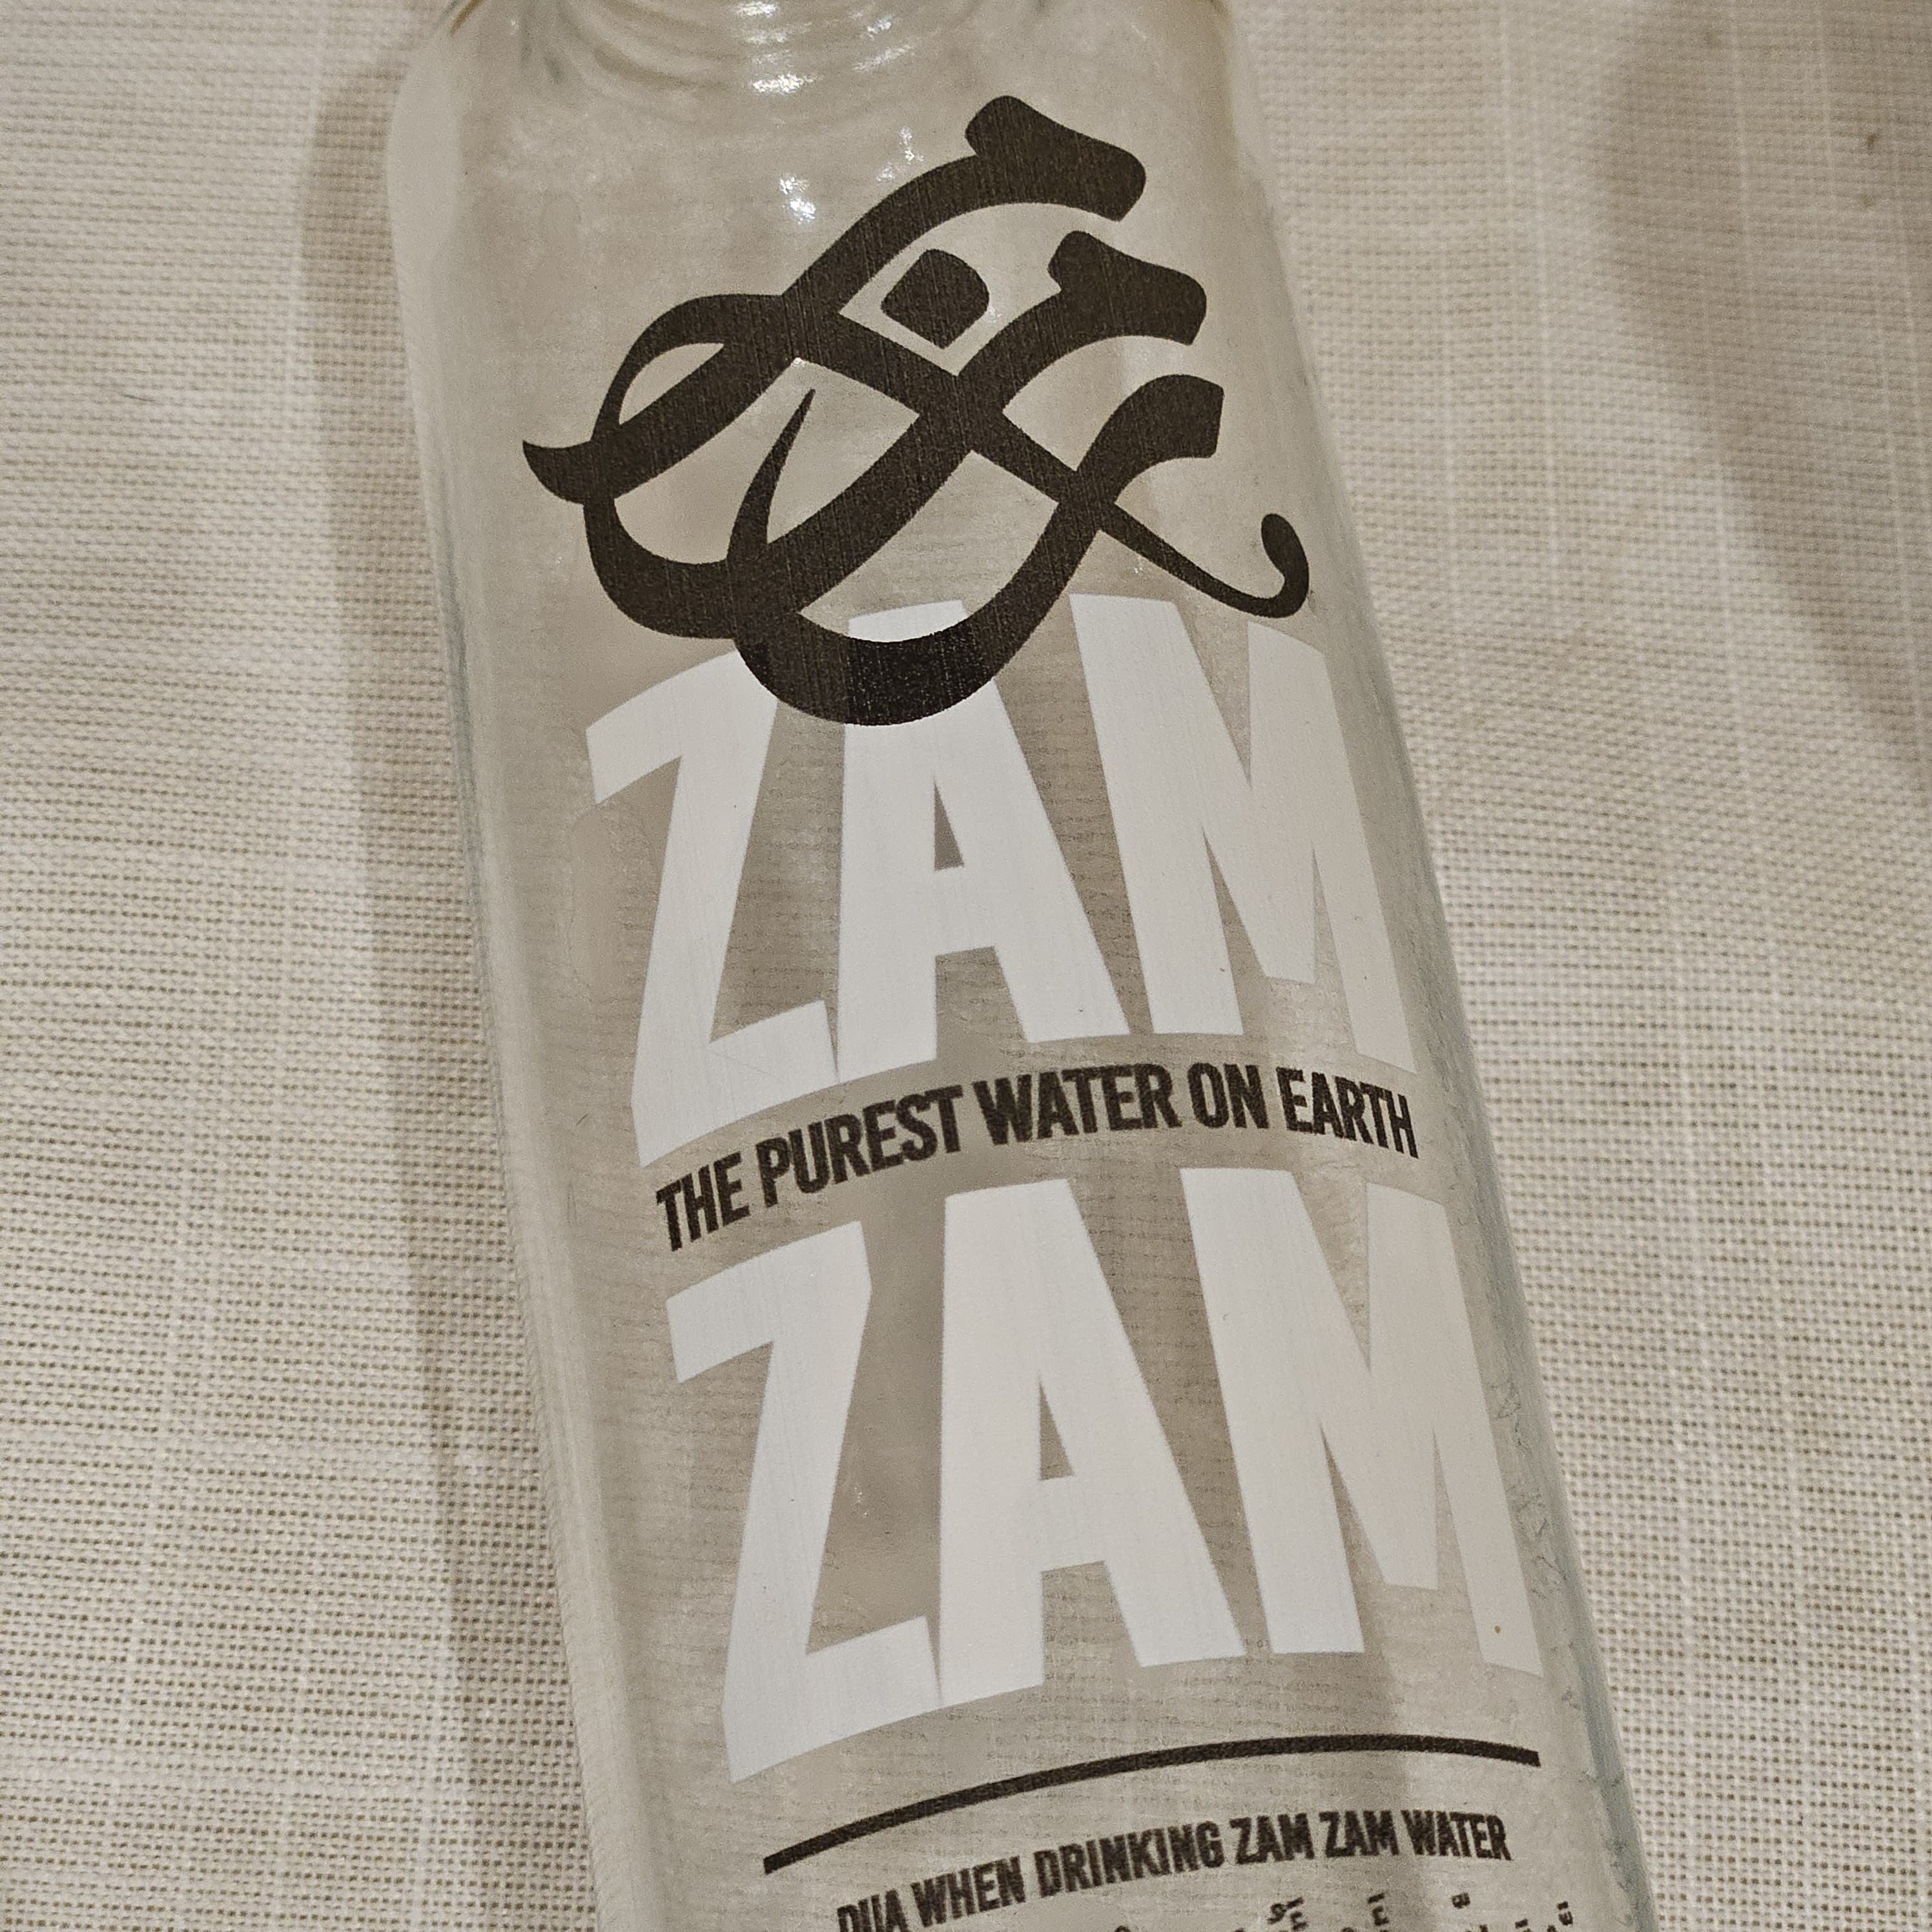 زمزم
ZAM
THE PUREST WATER ON EARTH
ZAM
DUA WHEN DRINKING ZAM ZAM WATER